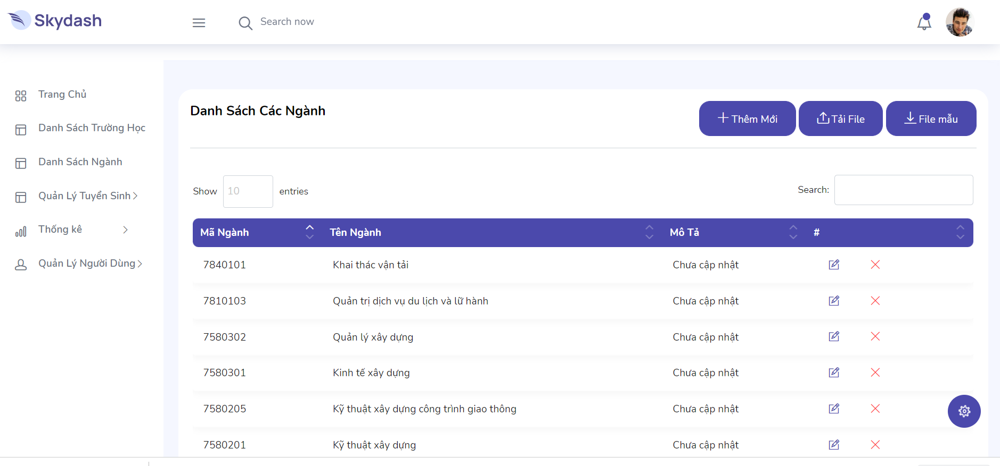 Skydash
Search now
Trang Chủ
Danh Sách Trường Học
Danh Sách Ngành
Quản Lý Tuyển Sinh
Thống kê
Quản Lý Người Dùng
Danh Sách Các Ngành
Thêm Mới
Tải File
File mẫu
Show 10 entries
Search:
Mã Ngành Tên Ngành Mô Tả #
7840101 Khai thác vận tải Chưa cập nhật
7810103 Quản trị dịch vụ du lịch và lữ hành Chưa cập nhật
7580302 Quản lý xây dựng Chưa cập nhật
7580301 Kinh tế xây dựng Chưa cập nhật
7580205 Kỹ thuật xây dựng công trình giao thông Chưa cập nhật
7580201 Kỹ thuật xây dựng Chưa cập nhật